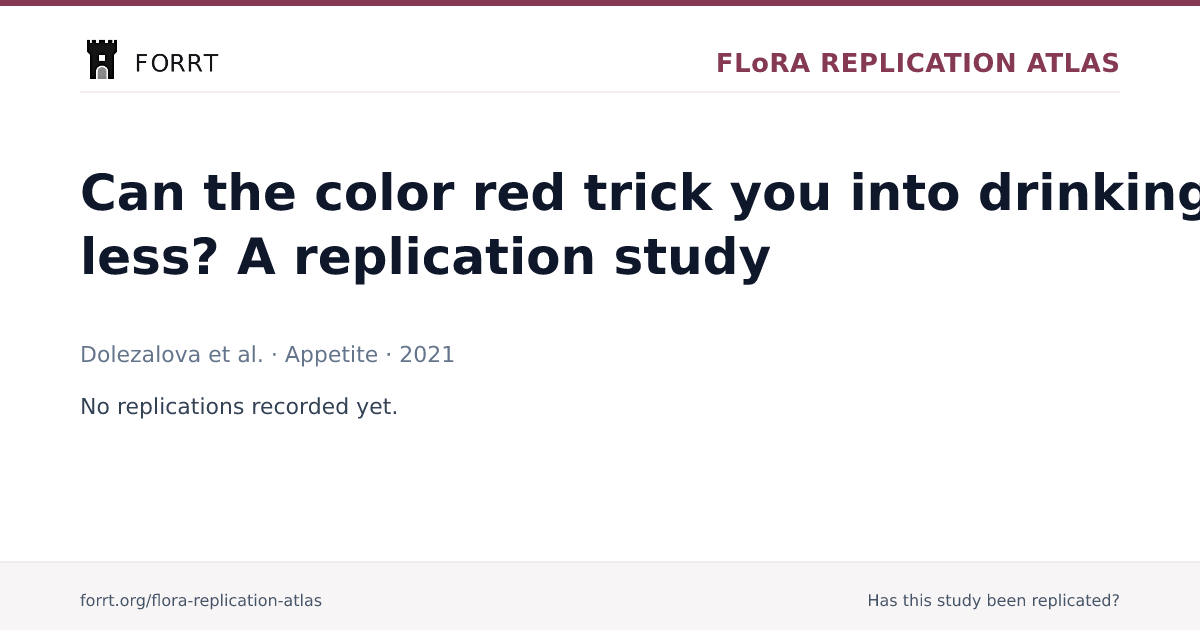 FORRT
FLoRA REPLICATION ATLAS
Can the color red trick you into drinking
less? A replication study
Dolezalova et al. · Appetite · 2021
No replications recorded yet.
forrt.org/flora-replication-atlas
Has this study been replicated?